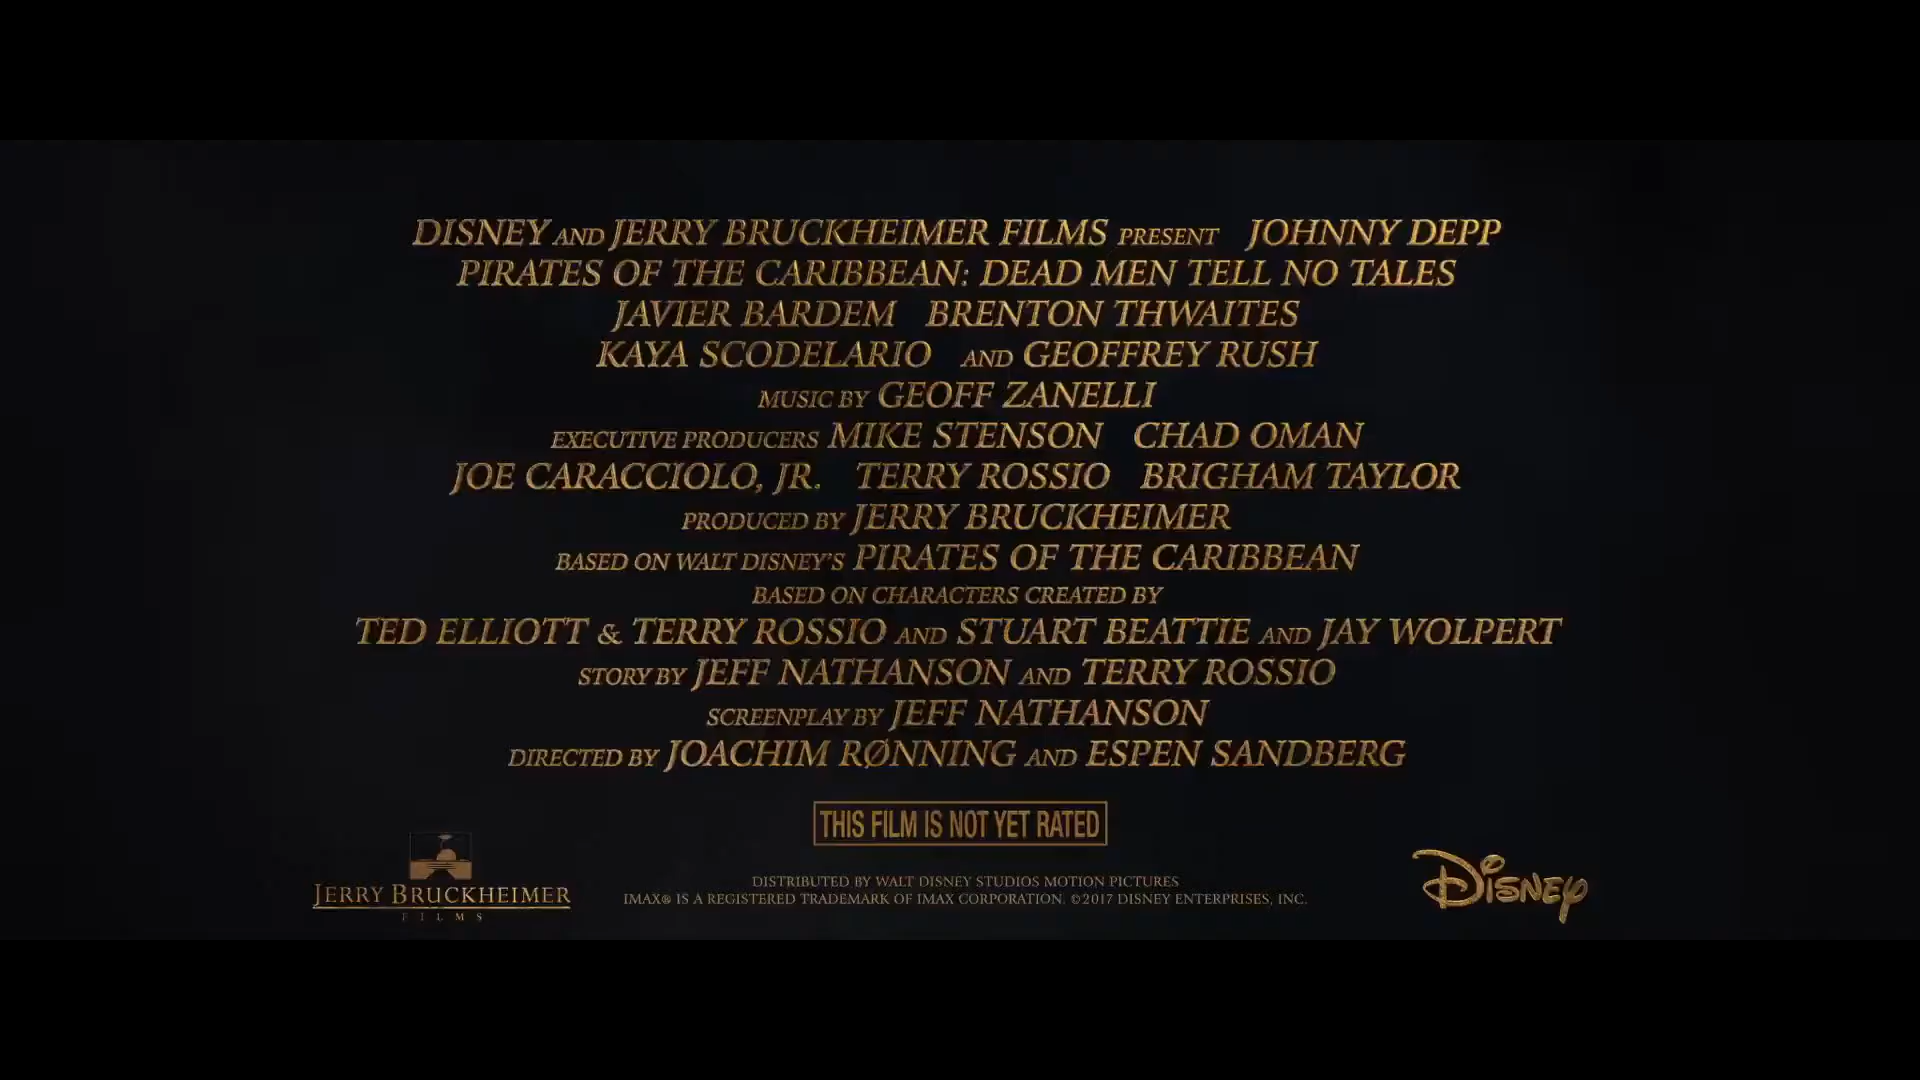 DISNEY AND JERRY BRUCKHEIMER FILMS PRESENT JOHNNY DEPP
PIRATES OF THE CARIBBEAN: DEAD MEN TELL NO TALES
JAVIER BARDEM BRENTON THWAITES
KAYA SCODELARIO AND GEOFFREY RUSH
MUSIC BY GEOFF ZANELLI
EXECUTIVE PRODUCERS MIKE STENSON CHAD OMAN
JOE CARACCIOLO, JR. TERRY ROSSIO BRIGHAM TAYLOR
PRODUCED BY JERRY BRUCKHEIMER
BASED ON WALT DISNEY'S PIRATES OF THE CARIBBEAN
BASED ON CHARACTERS CREATED BY
TED ELLIOTT & TERRY ROSSIO AND STUART BEATTIE AND JAY WOLPERT
STORY BY JEFF NATHANSON AND TERRY ROSSIO
SCREENPLAY BY JEFF NATHANSON
DIRECTED BY JOACHIM RØNNING AND ESPEN SANDBERG
THIS FILM IS NOT YET RATED
JERRY BRUCKHEIMER
FILMS
DISTRIBUTED BY WALT DISNEY STUDIOS MOTION PICTURES
IMAX® IS A REGISTERED TRADEMARK OF IMAX CORPORATION. ©2017 DISNEY ENTERPRISES, INC.
DISNEY